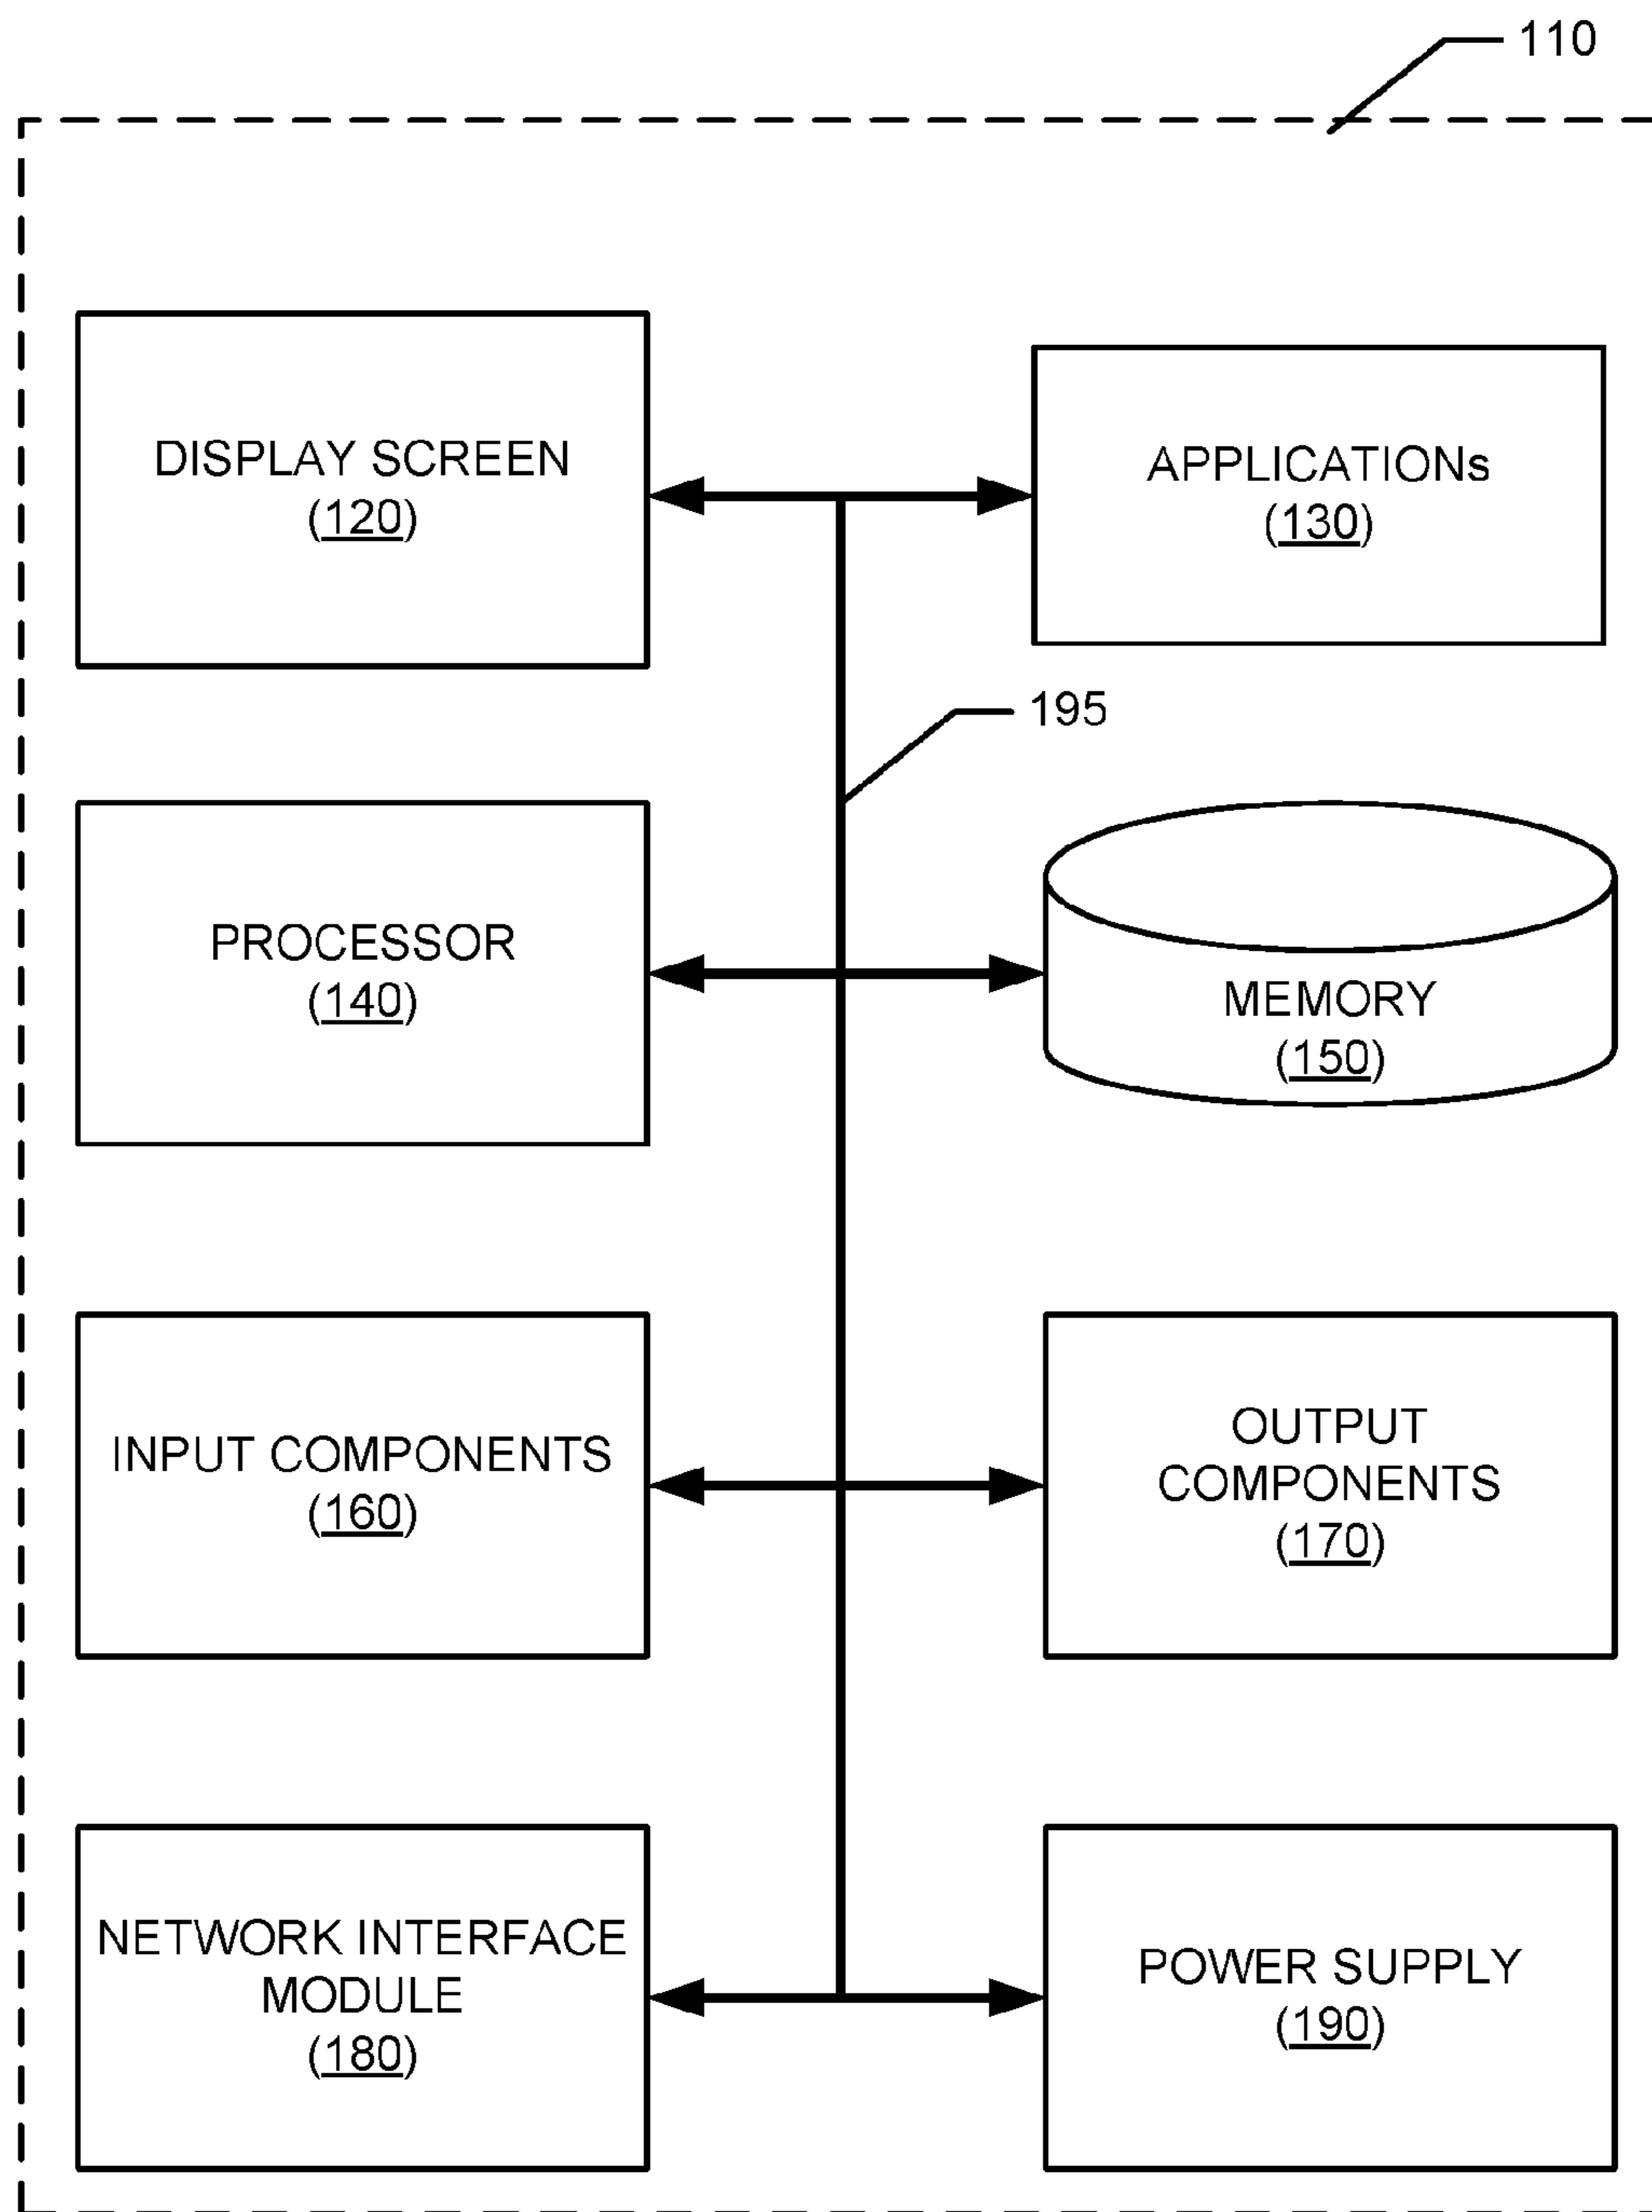 110
DISPLAY SCREEN
(120)
APPLICATIONs
(130)
195
PROCESSOR
(140)
MEMORY
(150)
INPUT COMPONENTS
(160)
OUTPUT
COMPONENTS
(170)
NETWORK INTERFACE
MODULE
(180)
POWER SUPPLY
(190)